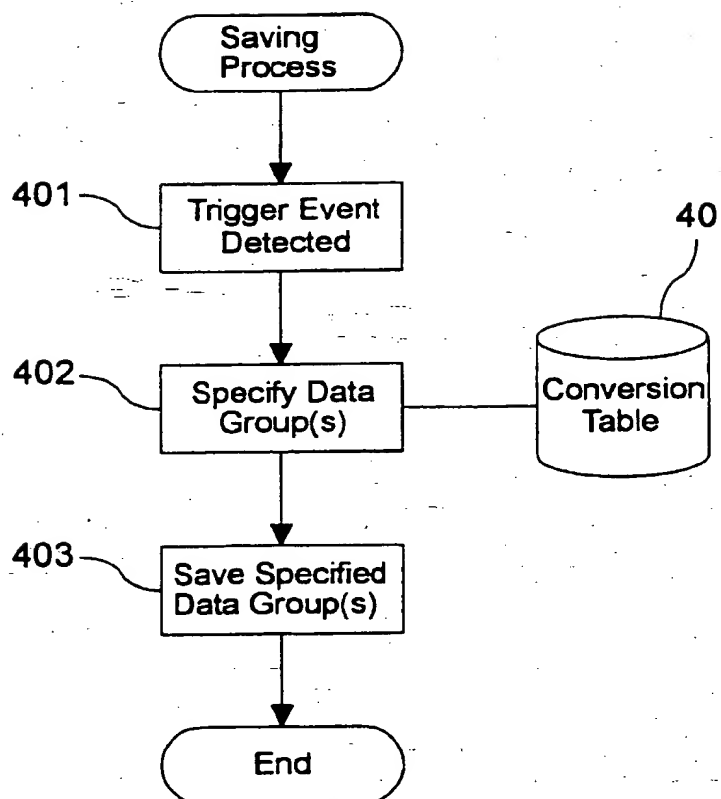 Saving
Process
401
Trigger Event
Detected
40
402
Specify Data
Group(s)
Conversion
Table
403
Save Specified
Data Group(s)
End